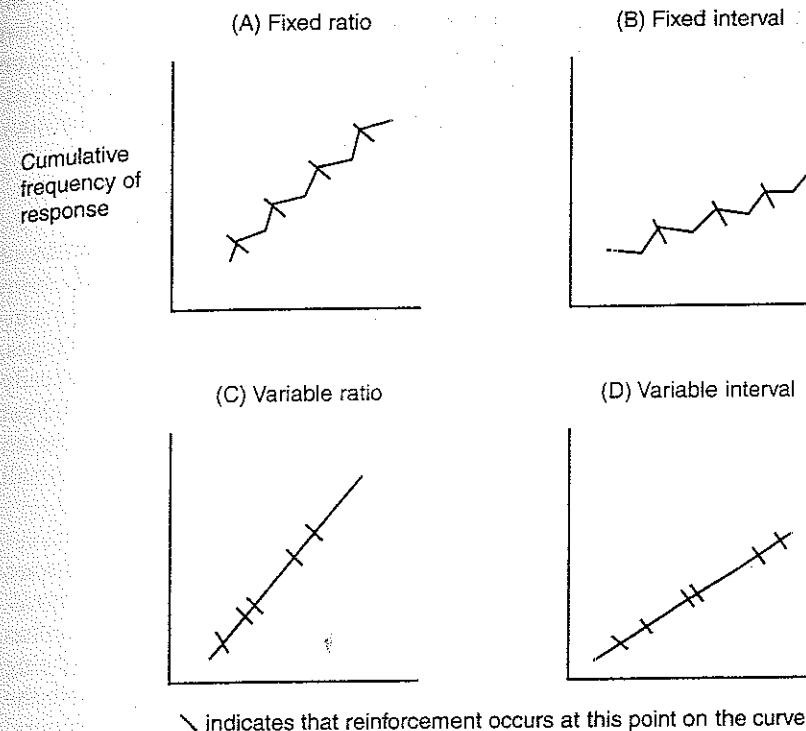 (A) Fixed ratio
(B) Fixed interval
Cumulative
frequency of
response
(C) Variable ratio
(D) Variable interval
indicates that reinforcement occurs at this point on the curve